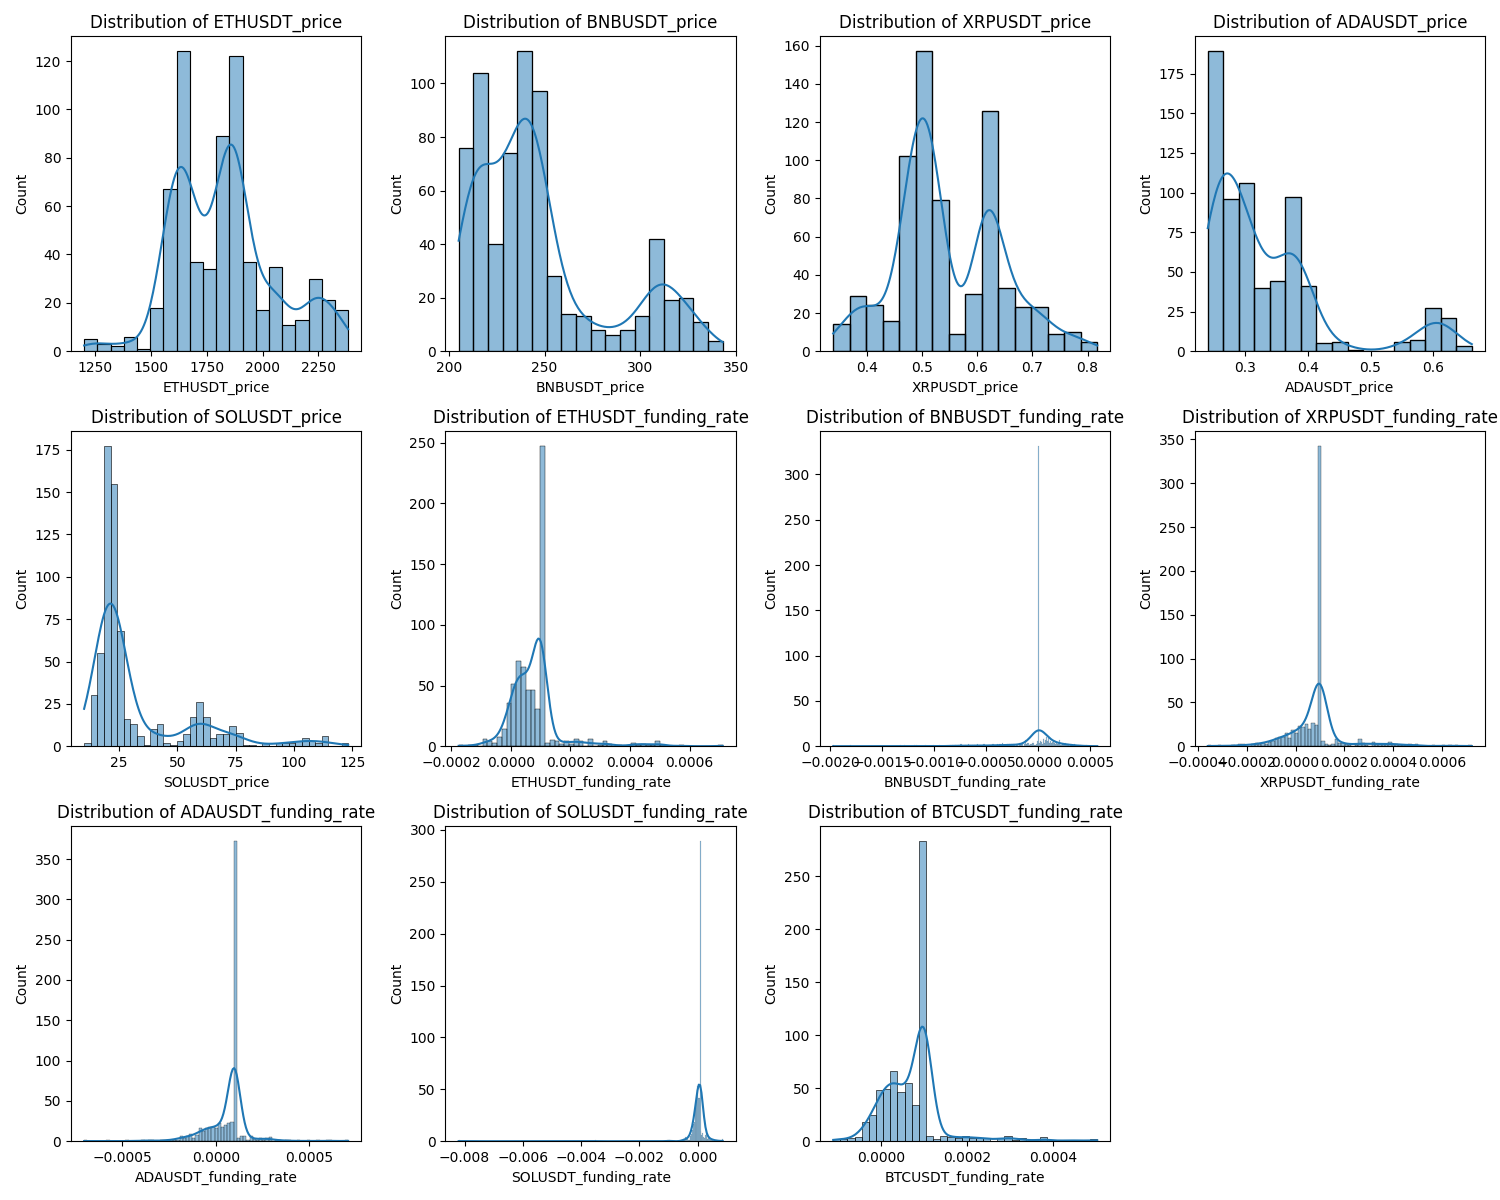 Distribution of ETHUSDT_price
120
100
80
60
40
20
0
Count
1250 1500 1750 2000 2250
ETHUSDT_price
Distribution of BNBUSDT_price
100
80
60
40
20
0
Count
200 250 300 350
BNBUSDT_price
Distribution of XRPUSDT_price
160
140
120
100
80
60
40
20
0
Count
0.4 0.5 0.6 0.7 0.8
XRPUSDT_price
Distribution of ADAUSDT_price
175
150
125
100
75
50
25
0
Count
0.3 0.4 0.5 0.6
ADAUSDT_price
Distribution of SOLUSDT_price
175
150
125
100
75
50
25
0
Count
25 50 75 100 125
SOLUSDT_price
Distribution of ETHUSDT_funding_rate
250
200
150
100
50
0
Count
−0.0002 0.0000 0.0002 0.0004 0.0006
ETHUSDT_funding_rate
Distribution of BNBUSDT_funding_rate
300
250
200
150
100
50
0
Count
−0.0020 −0.0015 −0.0010 −0.0005 0.0000 0.0005
BNBUSDT_funding_rate
Distribution of XRPUSDT_funding_rate
350
300
250
200
150
100
50
0
Count
−0.0004 −0.0002 0.0000 0.0002 0.0004 0.0006
XRPUSDT_funding_rate
Distribution of ADAUSDT_funding_rate
350
300
250
200
150
100
50
0
Count
−0.0005 0.0000 0.0005
ADAUSDT_funding_rate
Distribution of SOLUSDT_funding_rate
300
250
200
150
100
50
0
Count
−0.008 −0.006 −0.004 −0.002 0.000
SOLUSDT_funding_rate
Distribution of BTCUSDT_funding_rate
250
200
150
100
50
0
Count
0.0000 0.0002 0.0004
BTCUSDT_funding_rate